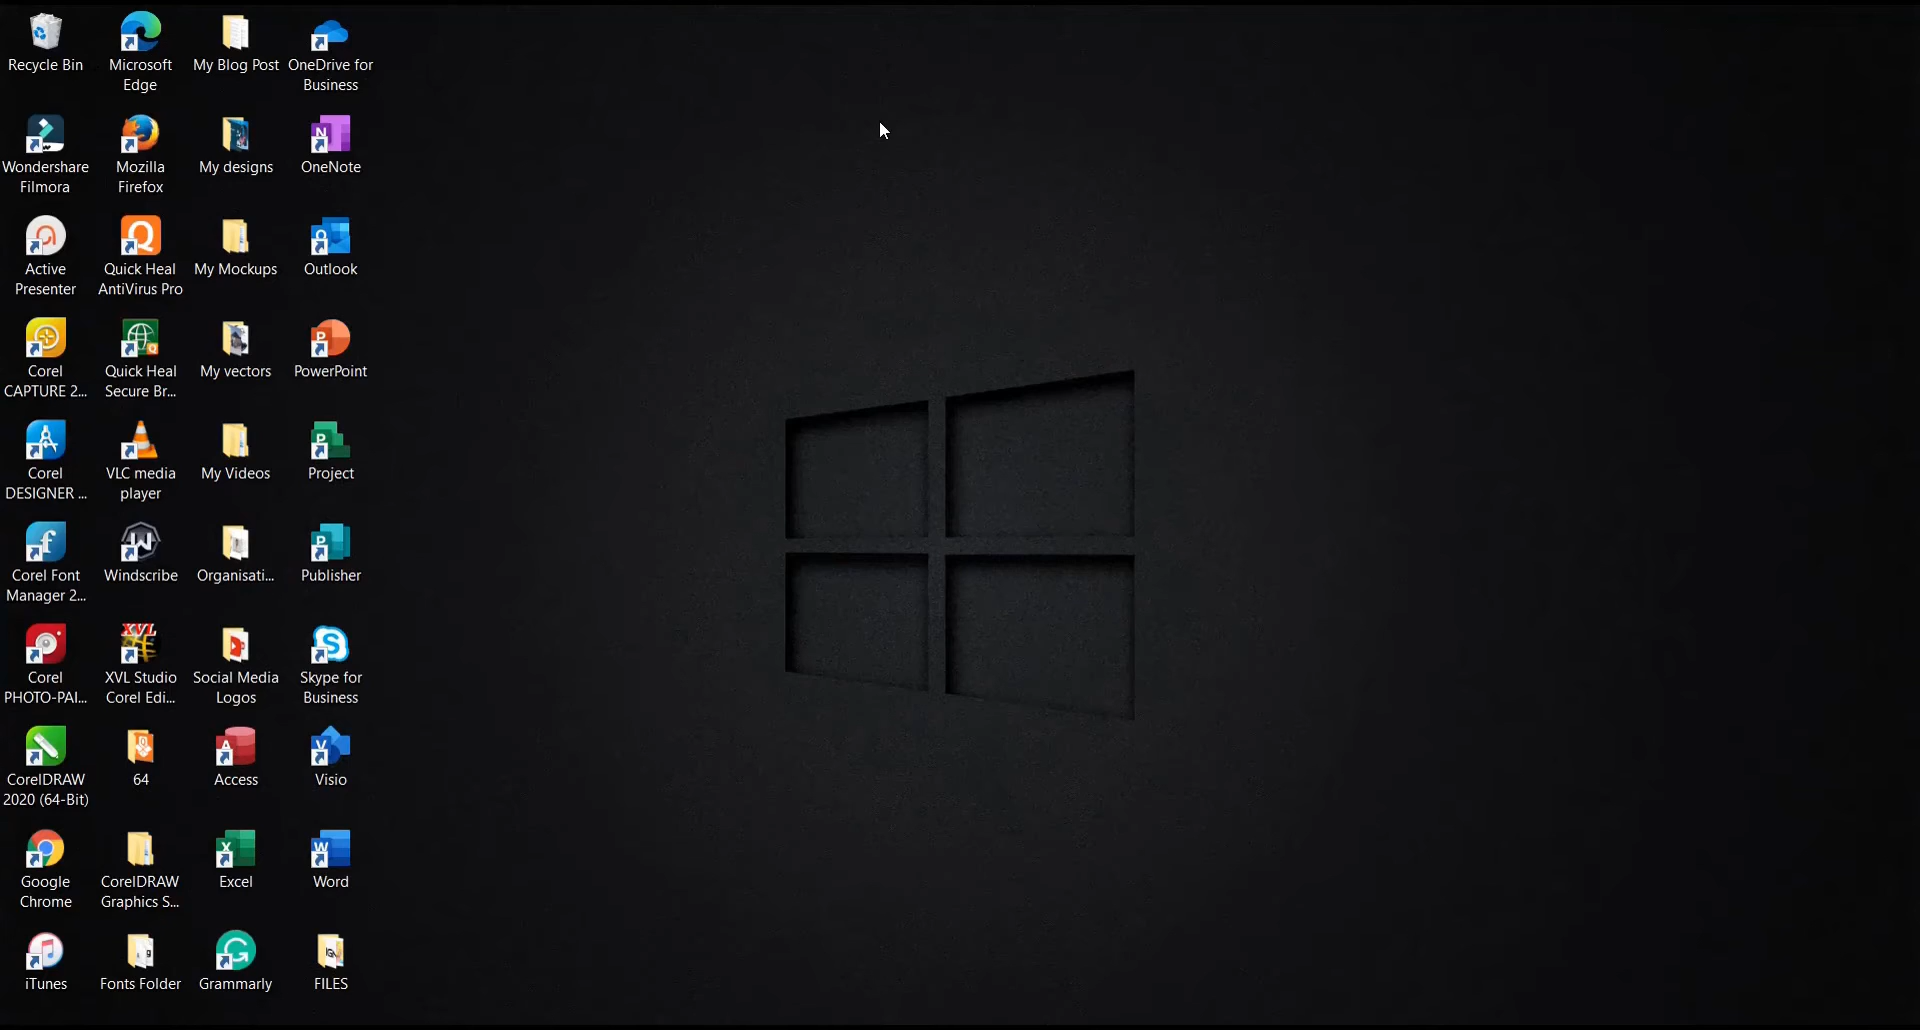 Recycle Bin
Microsoft
Edge
My Blog Post
OneDrive for
Business
Wondershare
Filmora
Mozilla
Firefox
My designs
OneNote
Active
Presenter
Quick Heal
AntiVirus Pro
My Mockups
Outlook
Corel
CAPTURE 2...
Quick Heal
Secure Br...
My vectors
PowerPoint
Corel
DESIGNER ...
VLC media
player
My Videos
Project
Corel Font
Manager 2...
Windscribe
Organisati...
Publisher
Corel
PHOTO-PAI...
XVL Studio
Corel Edi...
Social Media
Logos
Skype for
Business
CorelDRAW
2020 (64-Bit)
64
Access
Visio
Google
Chrome
CorelDRAW
Graphics S...
Excel
Word
iTunes
Fonts Folder
Grammarly
FILES